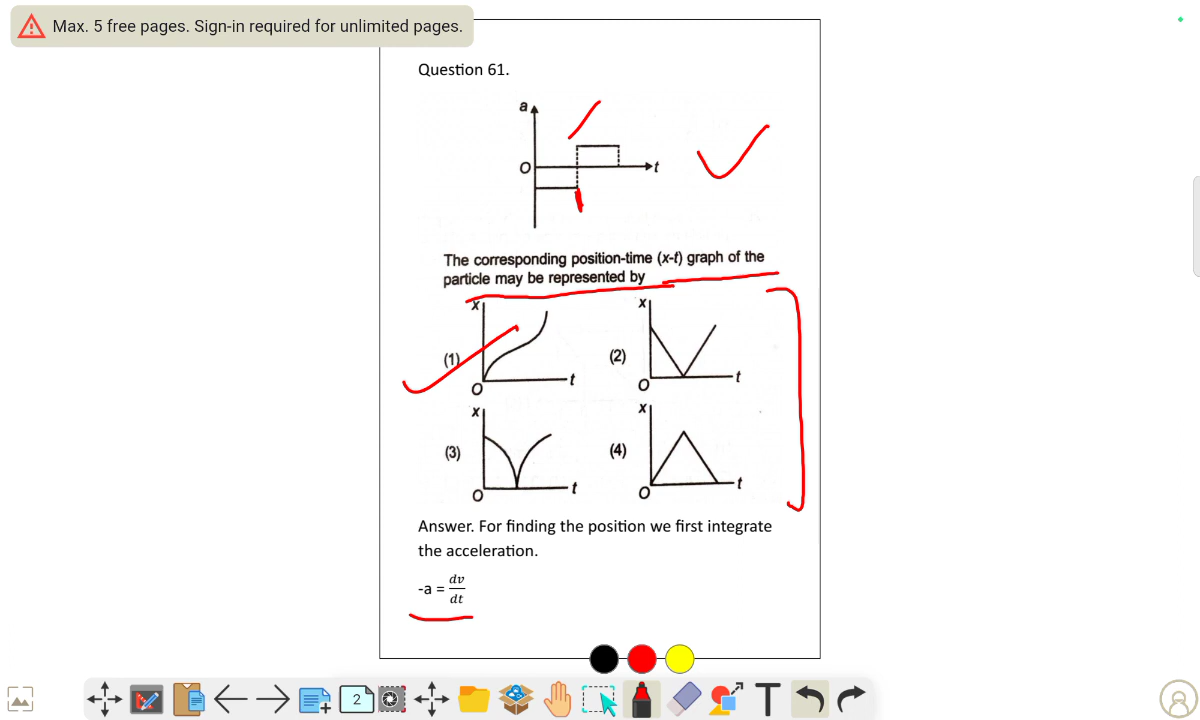 Max. 5 free pages. Sign-in required for unlimited pages.
Question 61.
a
O
t
The corresponding position-time (x-t) graph of the
particle may be represented by
x
x
(1)
(2)
t
t
O
O
x
x
(3)
(4)
t
t
O
O
Answer. For finding the position we first integrate
the acceleration.
-a = dv
dt
2
T